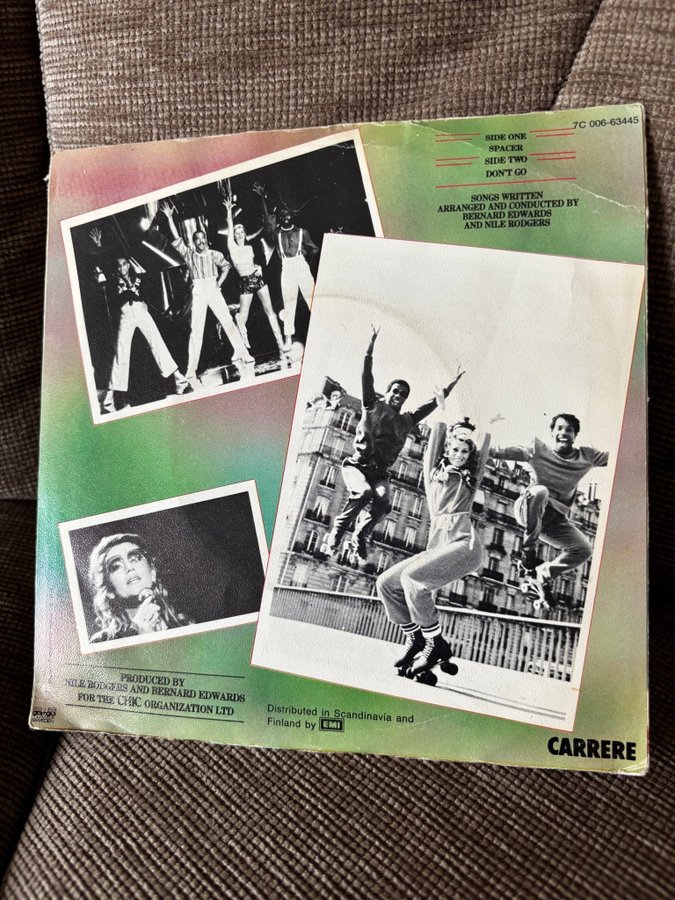 7C 006-63445
SIDE ONE
SPACER
SIDE TWO
DON'T GO
SONGS WRITTEN
ARRANGED AND CONDUCTED BY
BERNARD EDWARDS
AND NILE RODGERS
PRODUCED BY
NILE RODGERS AND BERNARD EDWARDS
FOR THE CHIC ORGANIZATION LTD
Distributed in Scandinavia and
Finland by EMI
CARRERE